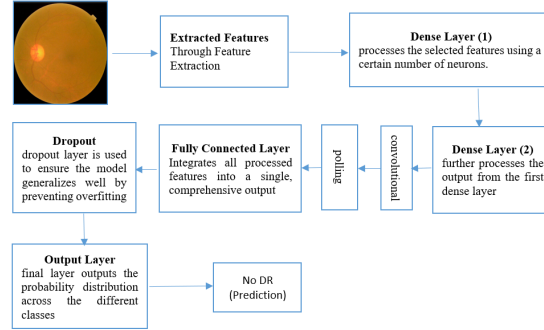 Extracted Features
Through Feature
Extraction
Dense Layer (1)
processes the selected features using a
certain number of neurons.
Dense Layer (2)
further processes the
output from the first
dense layer
convolutional
polling
Fully Connected Layer
Integrates all processed
features into a single,
comprehensive output
Dropout
dropout layer is used
to ensure the model
generalizes well by
preventing overfitting
Output Layer
final layer outputs the
probability distribution
across the different
classes
No DR
(Prediction)